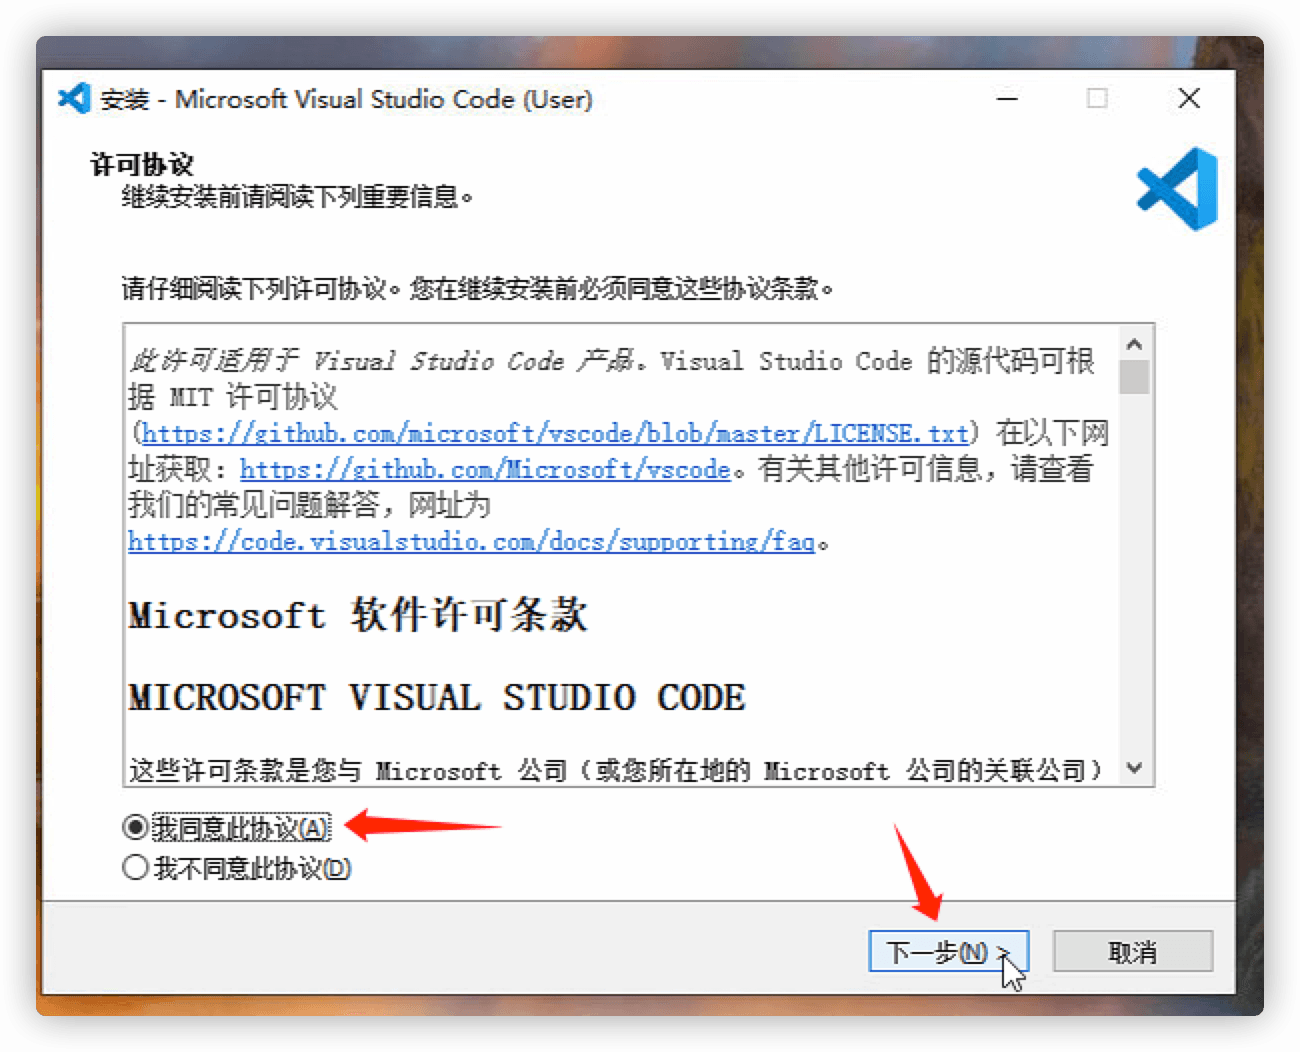 安装 - Microsoft Visual Studio Code (User)
许可协议
继续安装前请阅读下列重要信息。
请仔细阅读下列许可协议。您在继续安装前必须同意这些协议条款。
此许可适用于 Visual Studio Code 产品。Visual Studio Code 的源代码可根
据 MIT 许可协议
(https://github.com/microsoft/vscode/blob/master/LICENSE.txt) 在以下网
址获取：https://github.com/Microsoft/vscode。有关其他许可信息，请查看
我们的常见问题解答，网址为
https://code.visualstudio.com/docs/supporting/faq。
Microsoft 软件许可条款
MICROSOFT VISUAL STUDIO CODE
这些许可条款是您与 Microsoft 公司（或您所在地的 Microsoft 公司的关联公司）
我同意此协议(A)
我不同意此协议(D)
下一步(N) >
取消